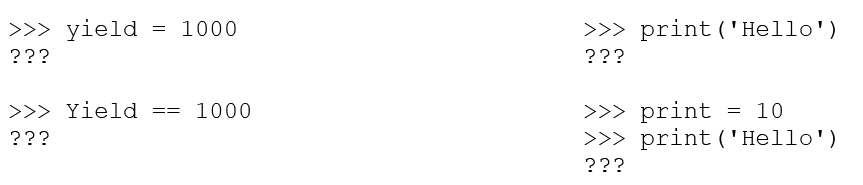 >>> yield = 1000
???
>>> Yield == 1000
???
>>> print('Hello')
???
>>> print = 10
>>> print('Hello')
???